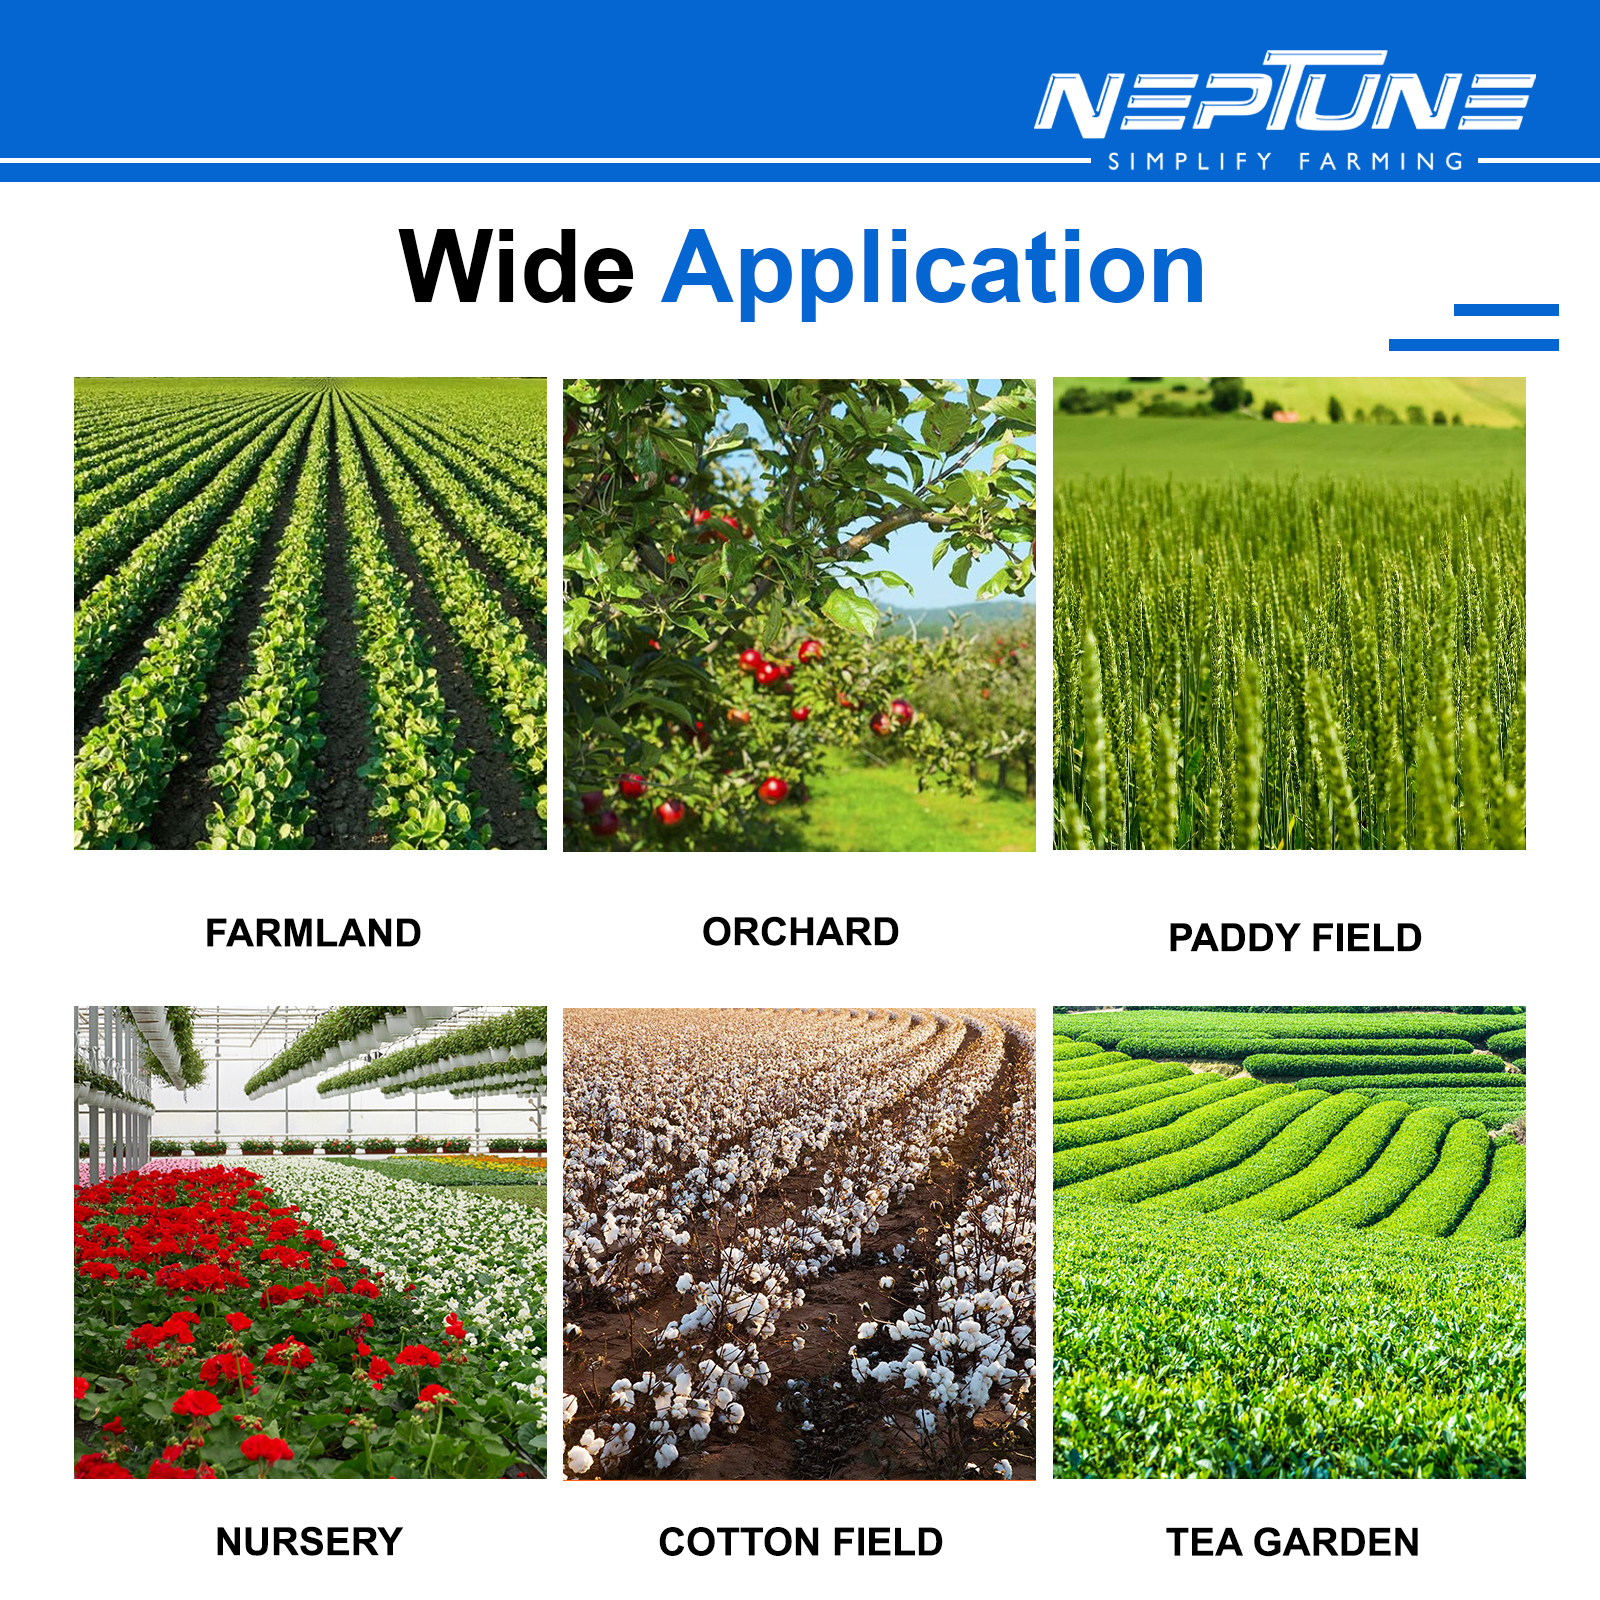 NEPTUNE
SIMPLIFY FARMING
Wide Application
FARMLAND
ORCHARD
PADDY FIELD
NURSERY
COTTON FIELD
TEA GARDEN